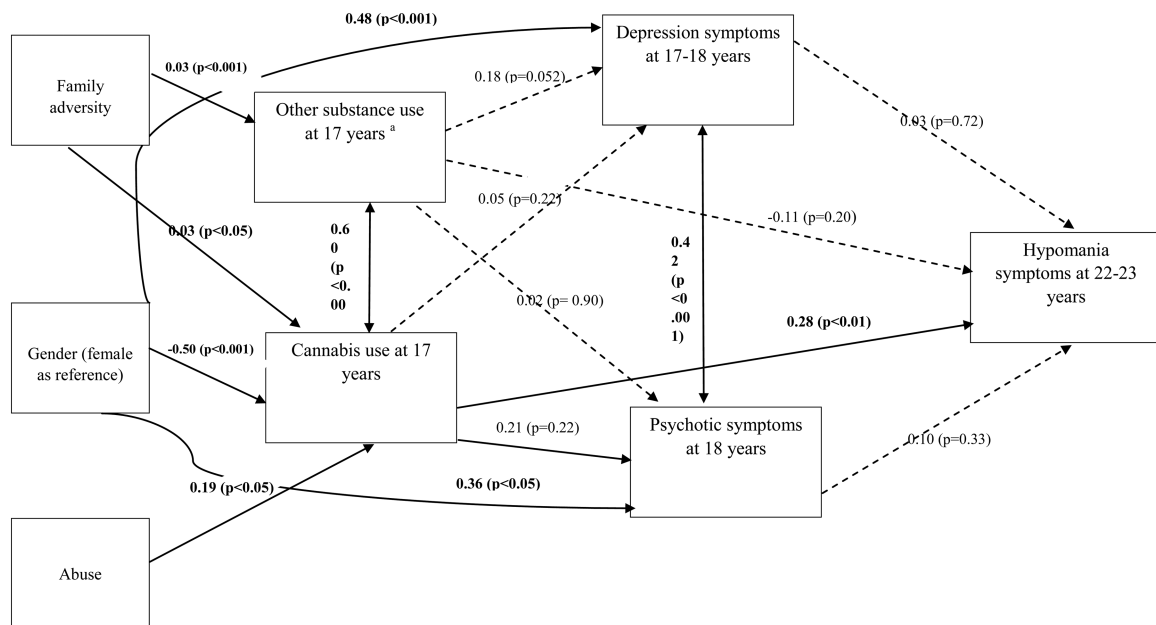 0.48 (p<0.001)
Depression symptoms
at 17-18 years
0.03 (p<0.001)
Family
adversity
0.18 (p=0.052)
Other substance use
at 17 years a
0.03 (p=0.72)
0.05 (p=0.22)
-0.11 (p=0.20)
0.03 (p<0.05)
0.6
0
(p
<0.
00
0.4
2
(p
<0
.00
1)
Hypomania
symptoms at 22-23
years
0.02 (p= 0.90)
0.28 (p<0.01)
Gender (female
as reference)
-0.50 (p<0.001)
Cannabis use at 17
years
0.21 (p=0.22)
Psychotic symptoms
at 18 years
0.10 (p=0.33)
0.19 (p<0.05)
0.36 (p<0.05)
Abuse